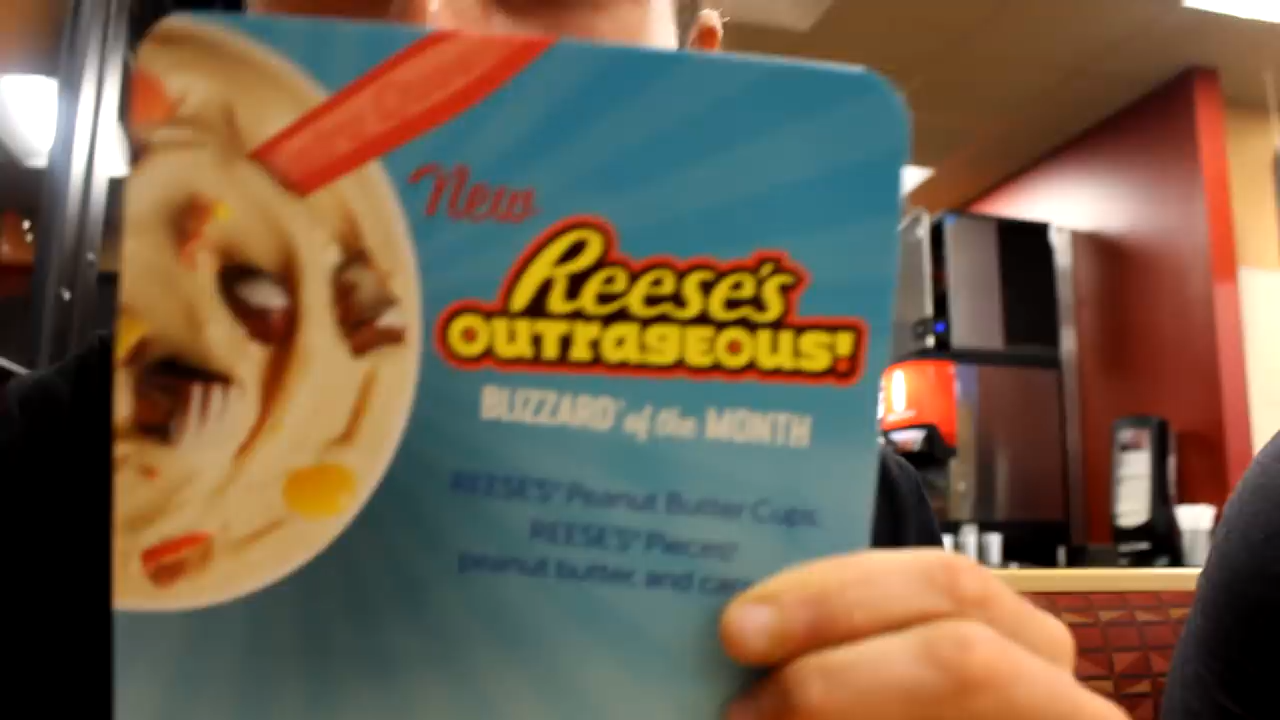 New
Reese's
OUTRAGEOUS!
BLIZZARD® of the MONTH
REESE'S® Peanut Butter Cups,
REESE'S® Pieces®
peanut butter, and